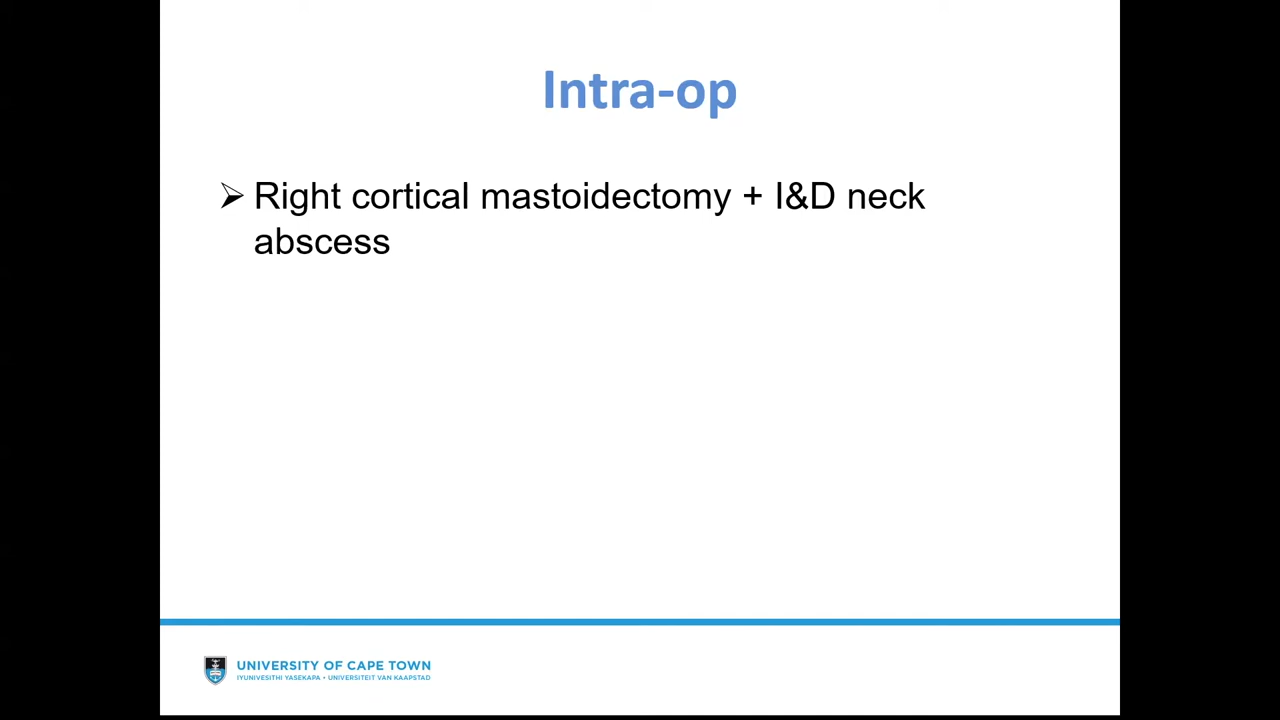 Intra-op
➢ Right cortical mastoidectomy + I&D neck
abscess
UNIVERSITY OF CAPE TOWN
IYUNIVESITHI YASEKAPA • UNIVERSITEIT VAN KAAPSTAD